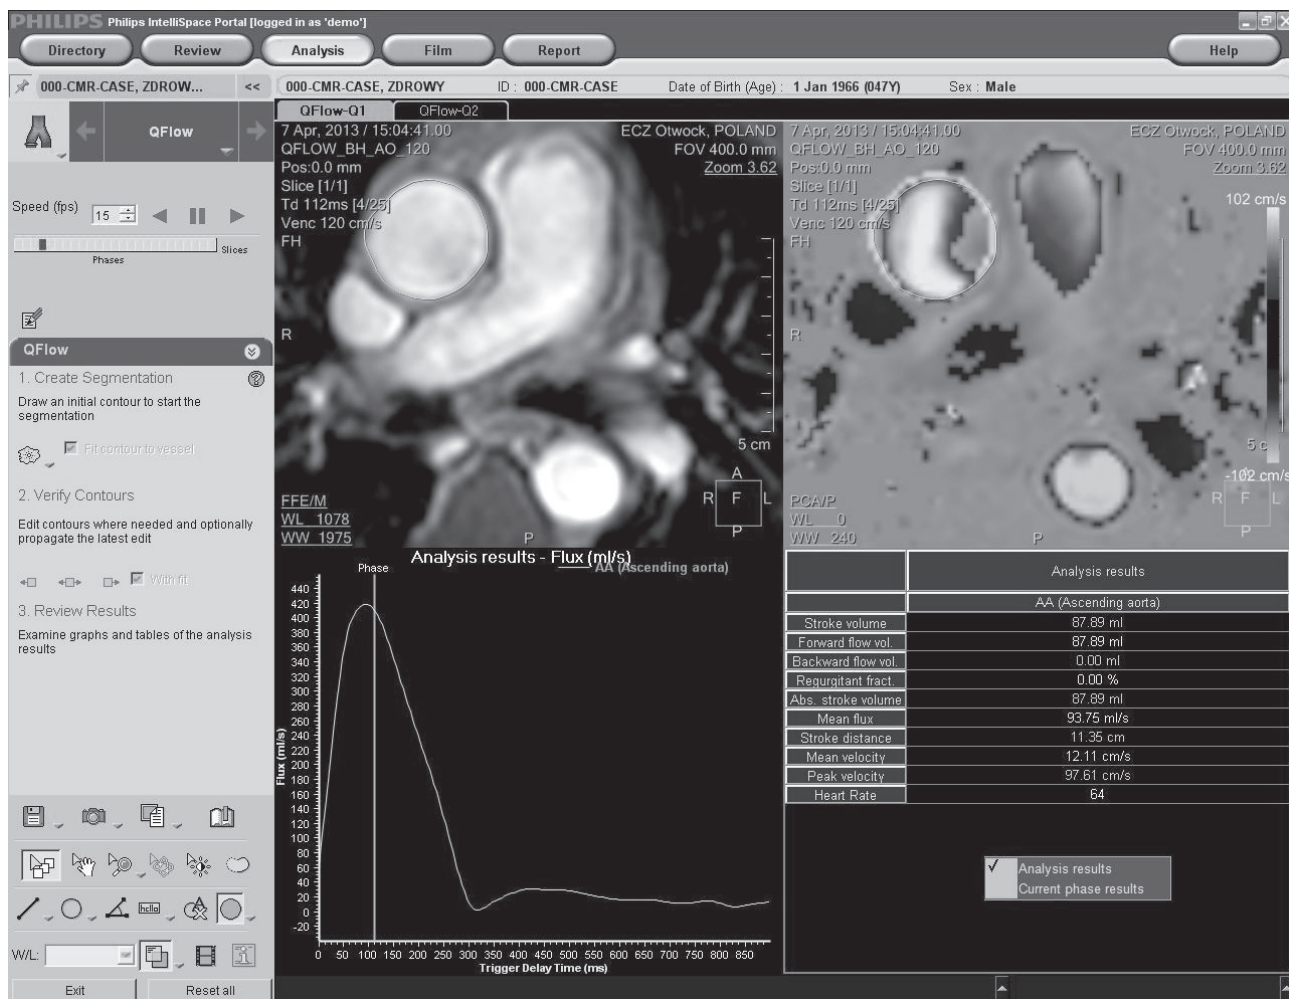 PHILIPS Philips IntelliSpace Portal [logged in as 'demo']
Directory Review Analysis Film Report Help
000-CMR-CASE, ZDROW... << 000-CMR-CASE, ZDROWY ID : 000-CMR-CASE Date of Birth (Age) : 1 Jan 1966 (047Y) Sex : Male
QFlow
Speed (fps) 15
Slices
Phases
QFlow
1. Create Segmentation
Draw an initial contour to start the
segmentation
Fit contour to vessel
2. Verify Contours
Edit contours where needed and optionally
propagate the latest edit
With fit
3. Review Results
Examine graphs and tables of the analysis
results
hello
W/L:
Exit Reset all
QFlow-Q1 QFlow-Q2
7 Apr, 2013 / 15:04:41.00 ECZ Otwock, POLAND
QFLOW_BH_AO_120 FOV 400.0 mm
Pos:0.0 mm Zoom 3.62
Slice [1/1]
Td 112ms [4/25]
Venc 120 cm/s
FH
R
5 cm
A
R F L
P
FFE/M
WL 1078
WW 1975
P
7 Apr, 2013 / 15:04:41.00 ECZ Otwock, POLAND
QFLOW_BH_AO_120 FOV 400.0 mm
Pos:0.0 mm Zoom 3.62
Slice [1/1]
Td 112ms [4/25] 102 cm/s
Venc 120 cm/s
FH
L
R
5 c
A
-102 cm/s
R F L
P
PCA/P
WL 0
WW 240
P
Analysis results - Flux (ml/s)
Phase
AA (Ascending aorta)
440
420
400
380
360
340
320
300
280
260
240
220
200
180
160
140
120
100
80
60
40
20
0
-20
Flux (ml/s)
0 50 100 150 200 250 300 350 400 450 500 550 600 650 700 750 800 850
Trigger Delay Time (ms)
Analysis results
AA (Ascending aorta)
Stroke volume 87.89 ml
Forward flow vol. 87.89 ml
Backward flow vol. 0.00 ml
Regurgitant fract. 0.00 %
Abs. stroke volume 87.89 ml
Mean flux 93.75 ml/s
Stroke distance 11.35 cm
Mean velocity 12.11 cm/s
Peak velocity 97.61 cm/s
Heart Rate 64
Analysis results
Current phase results